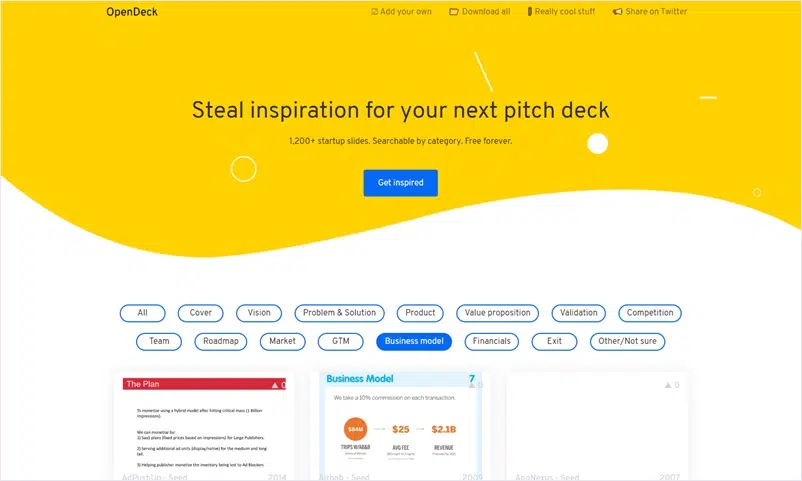 OpenDeck
Add your own
Download all
Really cool stuff
Share on Twitter
Steal inspiration for your next pitch deck
1,200+ startup slides. Searchable by category. Free forever.
Get inspired
All
Cover
Vision
Problem & Solution
Product
Value proposition
Validation
Competition
Team
Roadmap
Market
GTM
Business model
Financials
Exit
Other/Not sure
The Plan
0
To monetize using a hybrid model after hitting critical mass (1 Billion
impressions).
We can monetize by:
1) SaaS plans (fixed prices based on impressions) for Large Publishers.
2) Serving additional ad units (display/native) for the medium and long
tail.
3) Helping publisher monetize the inventory being lost to Ad Blockers
AdPushUp - Seed
2014
Business Model
7
0
We take a 10% commission on each transaction.
$84M
$25
$2.1B
TRIPS W/AB&B
AVG FEE
REVENUE
Airbnb - Seed
2009
0
AppNexus - Seed
2007